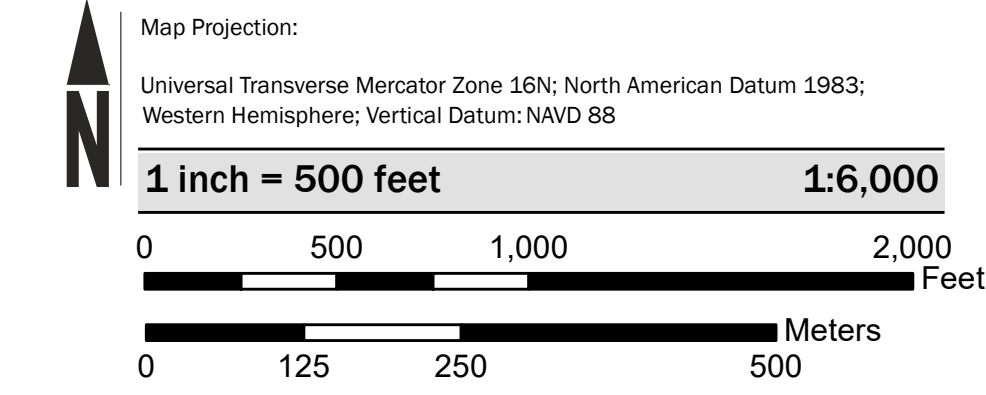 N
Map Projection:
Universal Transverse Mercator Zone 16N; North American Datum 1983;
Western Hemisphere; Vertical Datum: NAVD 88
1 inch = 500 feet 1:6,000
0 500 1,000 2,000
Feet
Meters
0 125 250 500